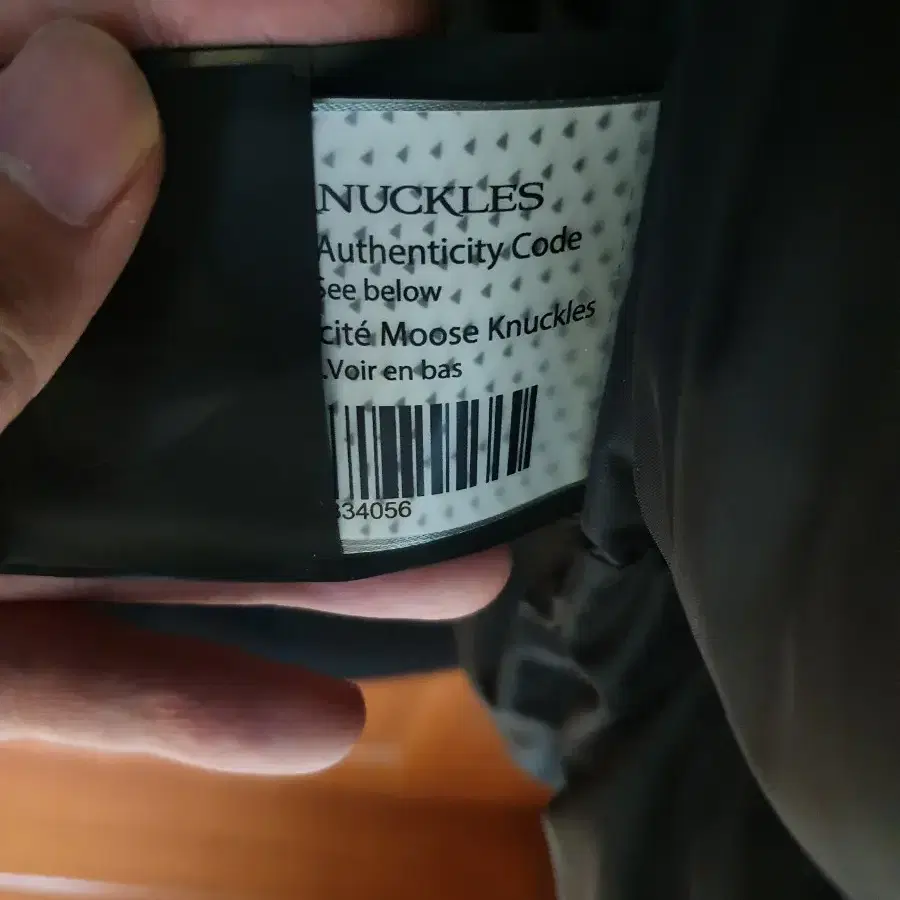 NUCKLES
Authenticity Code
See below
cité Moose Knuckles
.Voir en bas
334056